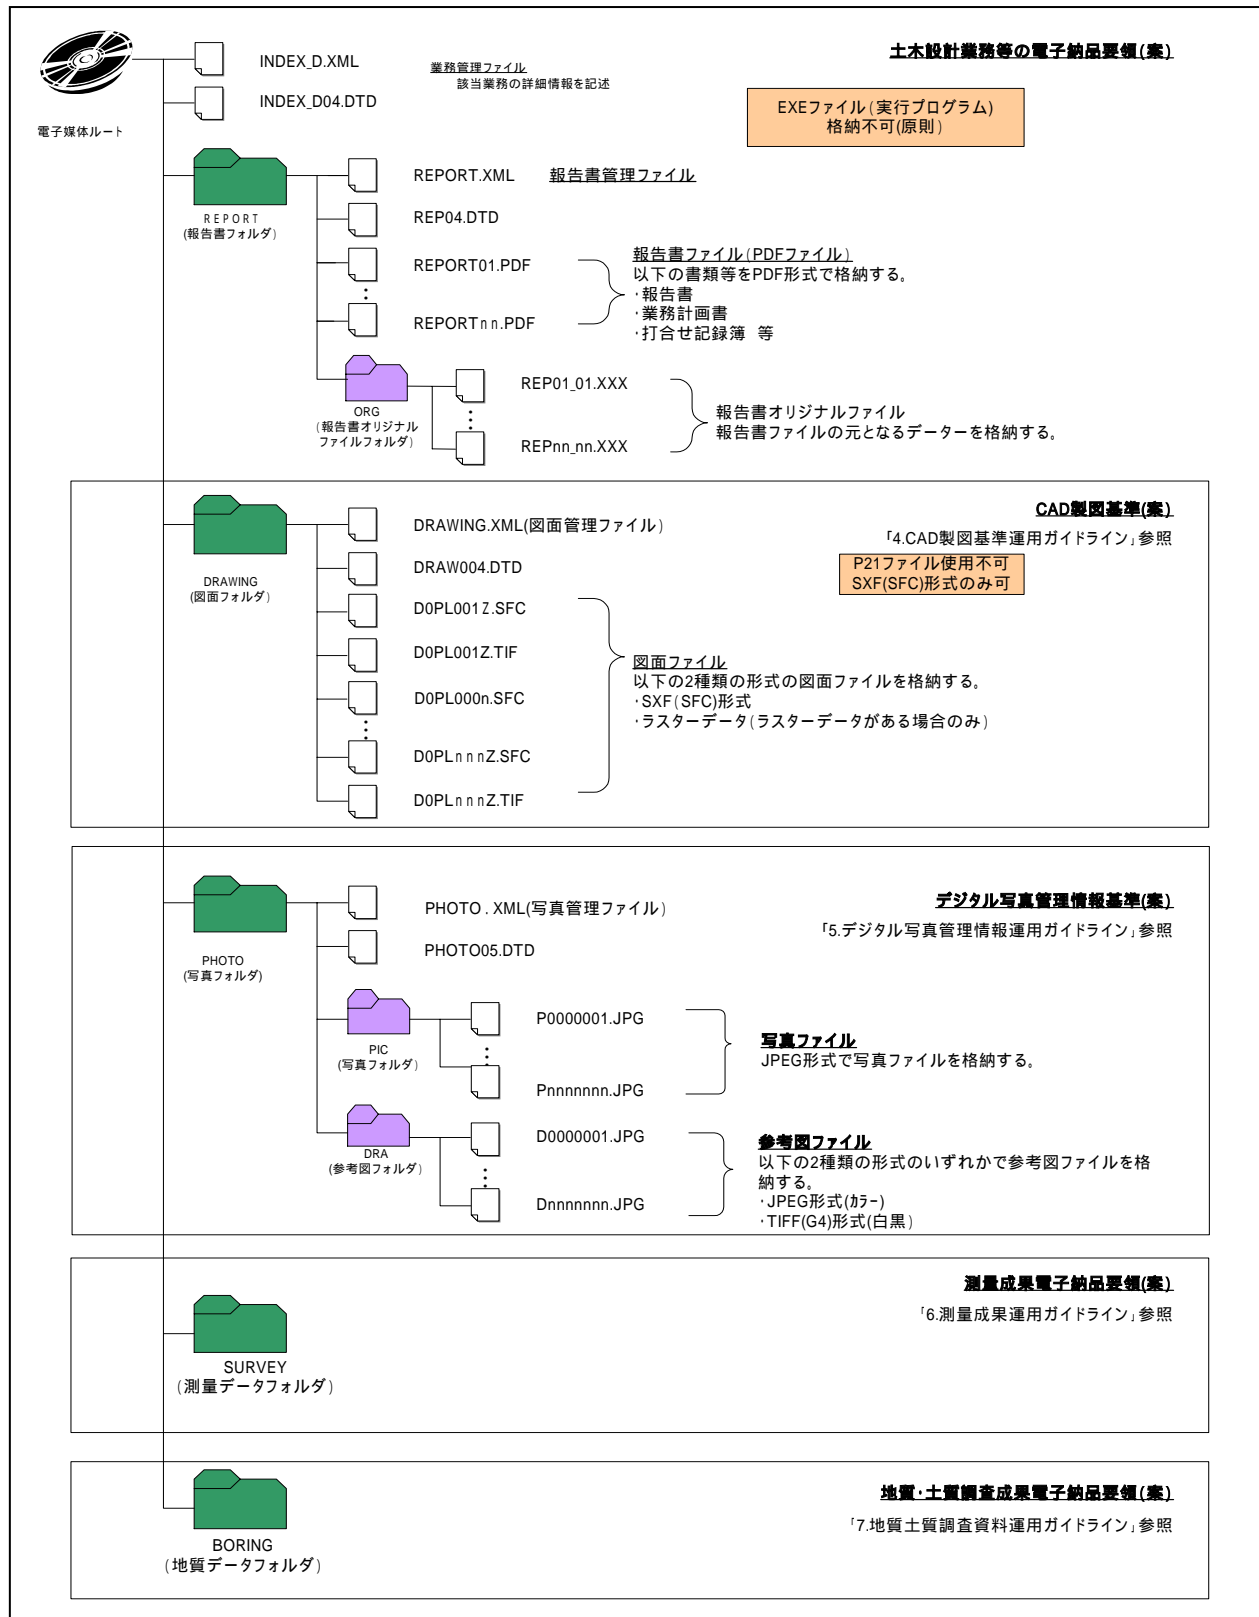 土木設計業務等の電子納品要領(案)
INDEX_D.XML
業務管理ファイル
該当業務の詳細情報を記述
INDEX_D04.DTD
電子媒体ルート
EXEファイル(実行プログラム)
格納不可(原則)
REPORT
(報告書フォルダ)
REPORT.XML 報告書管理ファイル
REP04.DTD
REPORT01.PDF
REPORTnn.PDF
報告書ファイル(PDFファイル)
以下の書類等をPDF形式で格納する。
・報告書
・業務計画書
・打合せ記録簿 等
ORG
(報告書オリジナル
ファイルフォルダ)
REP01_01.XXX
REPnn_nn.XXX
報告書オリジナルファイル
報告書ファイルの元となるデーターを格納する。
CAD製図基準(案)
「4.CAD製図基準運用ガイドライン」参照
P21ファイル使用不可
SXF(SFC)形式のみ可
DRAWING
(図面フォルダ)
DRAWING.XML(図面管理ファイル)
DRAW004.DTD
D0PL001Z.SFC
D0PL001Z.TIF
D0PL000n.SFC
D0PLnnnZ.SFC
D0PLnnnZ.TIF
図面ファイル
以下の2種類の形式の図面ファイルを格納する。
・SXF(SFC)形式
・ラスターデータ(ラスターデータがある場合のみ)
デジタル写真管理情報基準(案)
「5.デジタル写真管理情報運用ガイドライン」参照
PHOTO
(写真フォルダ)
PHOTO.XML(写真管理ファイル)
PHOTO05.DTD
PIC
(写真フォルダ)
P0000001.JPG
Pnnnnnnn.JPG
写真ファイル
JPEG形式で写真ファイルを格納する。
DRA
(参考図フォルダ)
D0000001.JPG
Dnnnnnnn.JPG
参考図ファイル
以下の2種類の形式のいずれかで参考図ファイルを格
納する。
・JPEG形式(カラー)
・TIFF(G4)形式(白黒)
測量成果電子納品要領(案)
「6.測量成果運用ガイドライン」参照
SURVEY
(測量データフォルダ)
地質・土質調査成果電子納品要領(案)
「7.地質土質調査資料運用ガイドライン」参照
BORING
(地質データフォルダ)